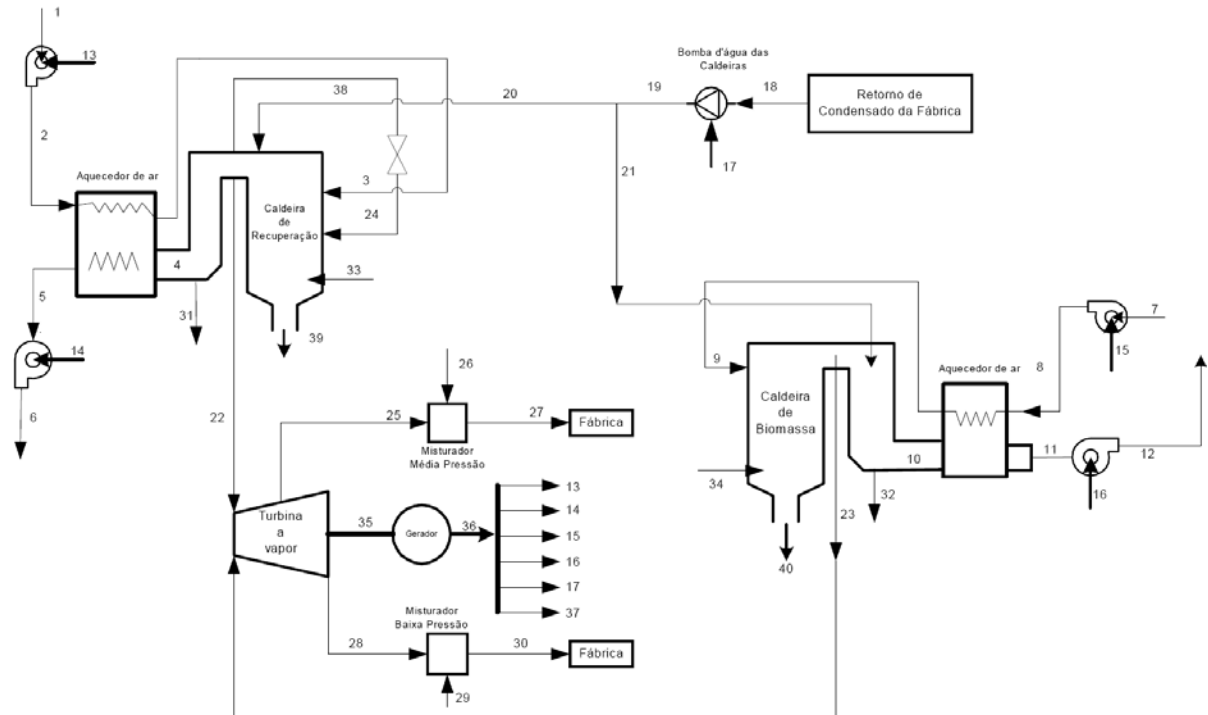 1
13
2
Aquecedor de ar
4
5
14
6
31
38
20
19
Bomba d'água das
Caldeiras
18
17
Retorno de
Condensado da Fábrica
3
24
Caldeira
de
Recuperação
33
39
21
22
25
26
27
Fábrica
Misturador
Média Pressão
Turbina
a
vapor
35
Gerador
36
13
14
15
16
17
37
Misturador
Baixa Pressão
28
29
30
Fábrica
9
Caldeira
de
Biomassa
34
40
23
32
10
Aquecedor de ar
8
7
15
11
16
12